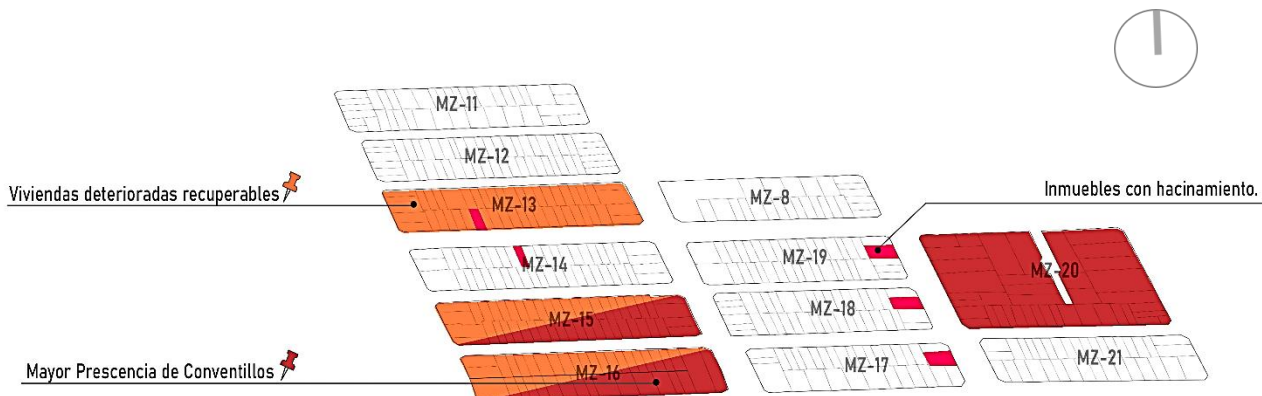 MZ-11
MZ-12
Viviendas deterioradas recuperables
MZ-13
MZ-8
Inmuebles con hacinamiento.
MZ-14
MZ-19
MZ-20
MZ-15
MZ-18
Mayor Prescencia de Conventillos
MZ-16
MZ-17
MZ-21